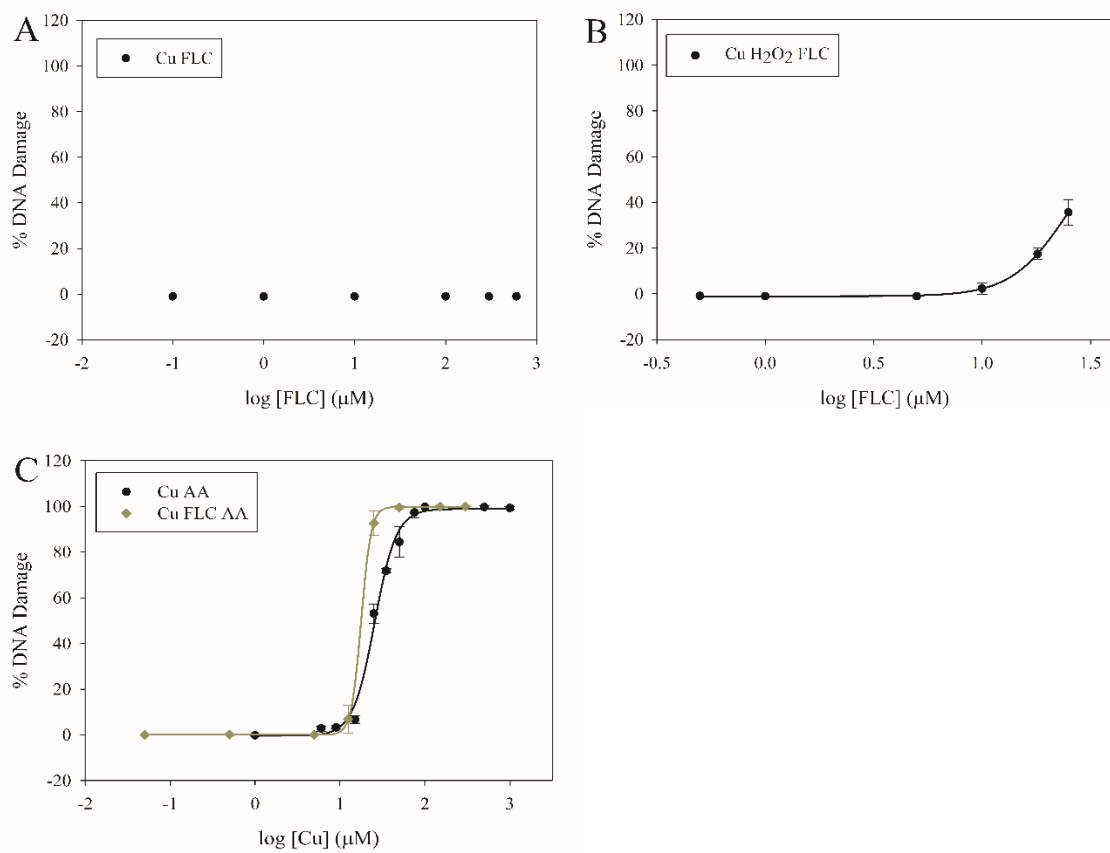 A
Cu FLC
% DNA Damage
120
100
80
60
40
20
0
-20
-2 -1 0 1 2 3
log [FLC] (µM)
B
Cu H₂O₂ FLC
% DNA Damage
120
100
80
60
40
20
0
-20
-0.5 0.0 0.5 1.0 1.5
log [FLC] (µM)
C
Cu AA
Cu FLC AA
% DNA Damage
120
100
80
60
40
20
0
-20
-2 -1 0 1 2 3
log [Cu] (µM)